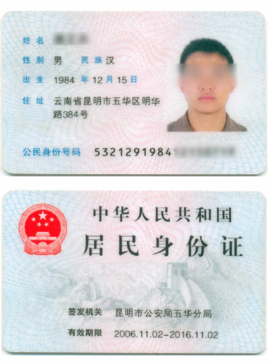 姓 名
性 别 男 民 族 汉
出 生 1984 年 12 月 15 日
住 址 云南省昆明市五华区明华
路384号
公民身份号码 5321291984
中华人民共和国
居民身份证
签发机关 昆明市公安局五华分局
有效期限 2006.11.02-2016.11.02